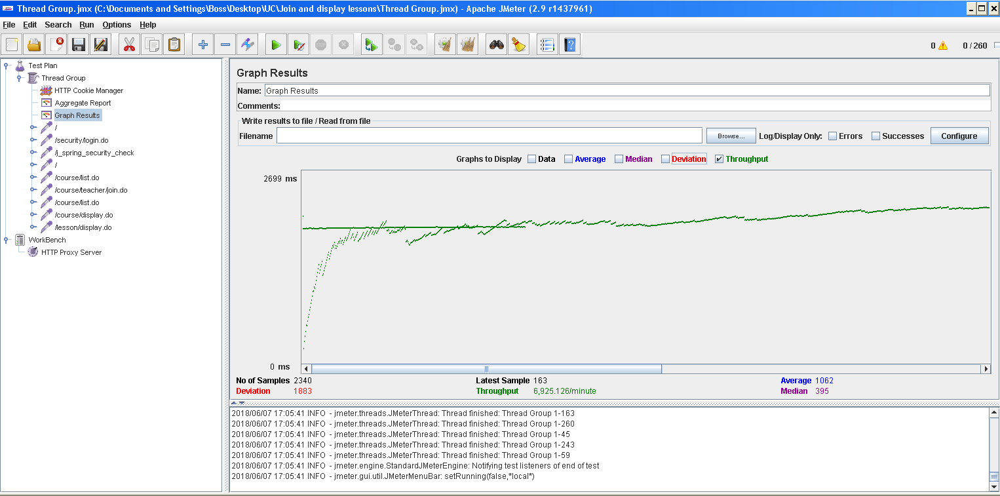 Thread Group.jmx (C:\Documents and Settings\Boss\Desktop\UC\Join and display lessons\Thread Group.jmx) - Apache JMeter (2.9 r1437961)
File Edit Search Run Options Help
0 0 / 260
Test Plan
Thread Group
HTTP Cookie Manager
Aggregate Report
Graph Results
/
/security/login.do
/j_spring_security_check
/
/course/list.do
/course/teacher/join.do
/course/list.do
/course/display.do
/lesson/display.do
WorkBench
HTTP Proxy Server
Graph Results
Name: Graph Results
Comments:
Write results to file / Read from file
Filename Browse... Log/Display Only: Errors Successes Configure
Graphs to Display Data Average Median Deviation Throughput
2699 ms
0 ms
No of Samples 2340 Latest Sample 163 Average 1062
Deviation 1883 Throughput 6,925.126/minute Median 395
2018/06/07 17:05:41 INFO - jmeter.threads.JMeterThread: Thread finished: Thread Group 1-163
2018/06/07 17:05:41 INFO - jmeter.threads.JMeterThread: Thread finished: Thread Group 1-260
2018/06/07 17:05:41 INFO - jmeter.threads.JMeterThread: Thread finished: Thread Group 1-45
2018/06/07 17:05:41 INFO - jmeter.threads.JMeterThread: Thread finished: Thread Group 1-243
2018/06/07 17:05:41 INFO - jmeter.threads.JMeterThread: Thread finished: Thread Group 1-59
2018/06/07 17:05:41 INFO - jmeter.engine.StandardJMeterEngine: Notifying test listeners of end of test
2018/06/07 17:05:41 INFO - jmeter.gui.util.JMeterMenuBar: setRunning(false,*local*)